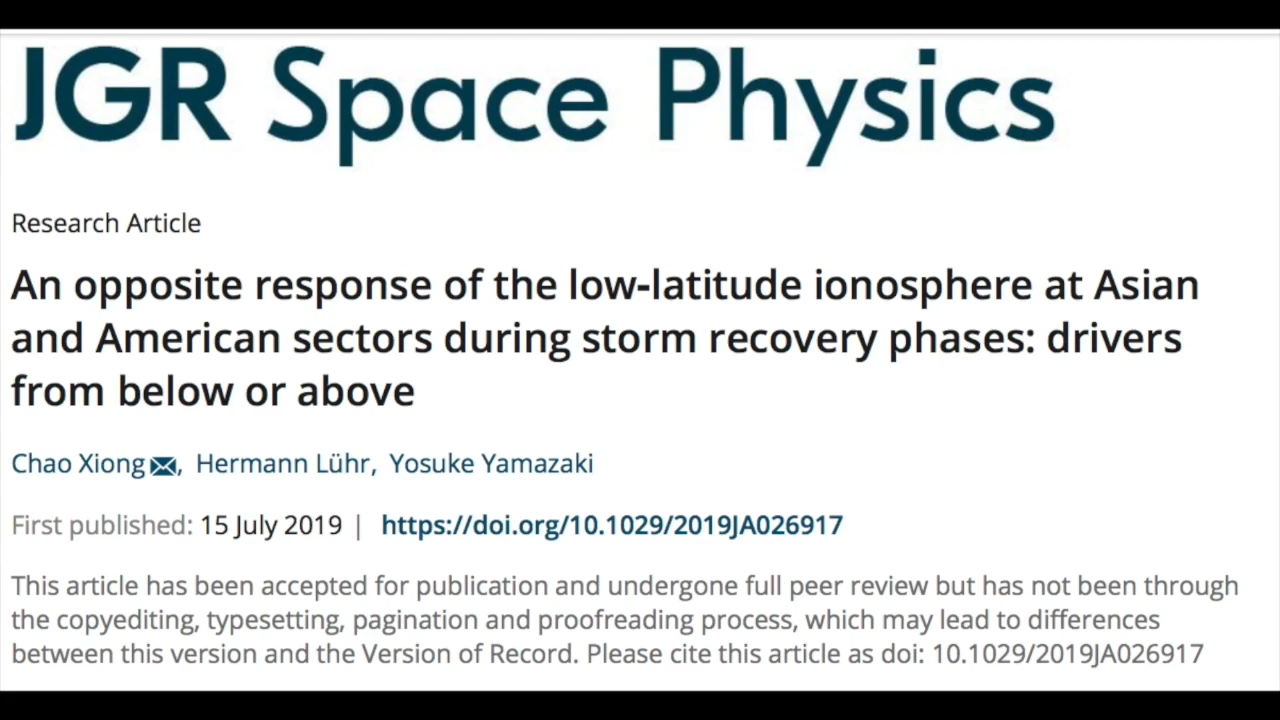 JGR Space Physics
Research Article
An opposite response of the low-latitude ionosphere at Asian
and American sectors during storm recovery phases: drivers
from below or above
Chao Xiong, Hermann Lühr, Yosuke Yamazaki
First published: 15 July 2019 | https://doi.org/10.1029/2019JA026917
This article has been accepted for publication and undergone full peer review but has not been through
the copyediting, typesetting, pagination and proofreading process, which may lead to differences
between this version and the Version of Record. Please cite this article as doi: 10.1029/2019JA026917